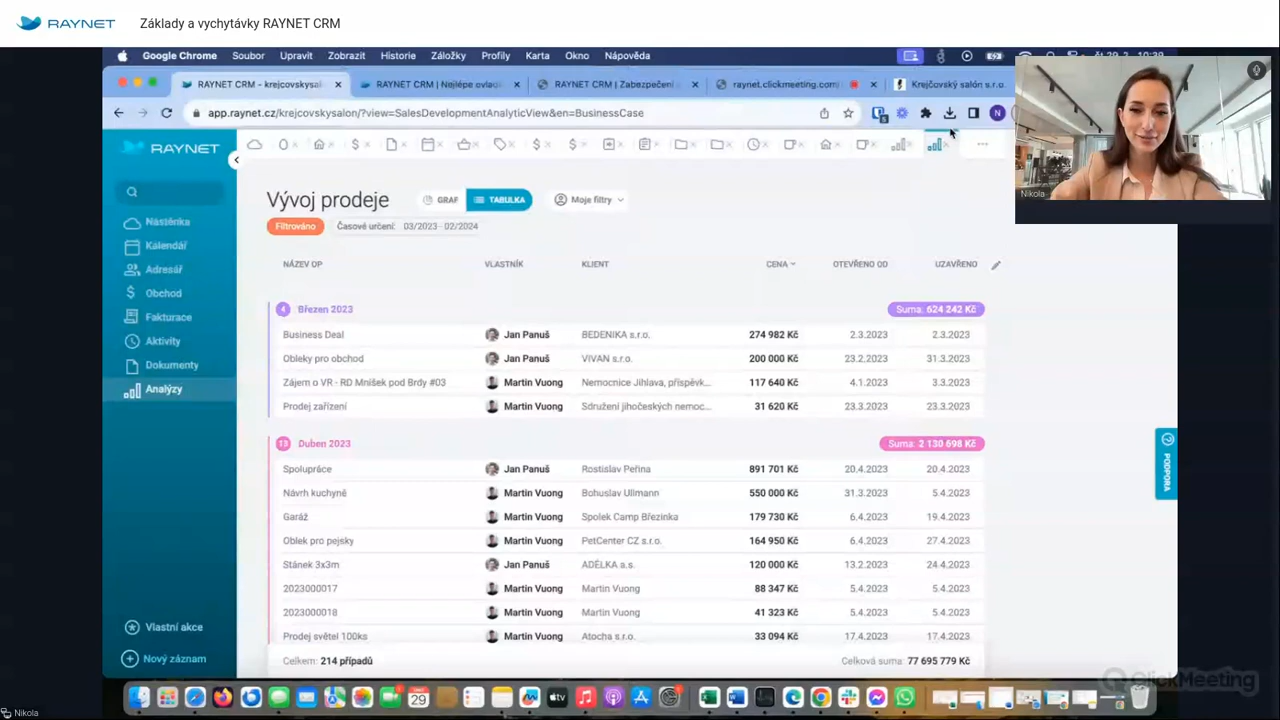 RAYNET Základy a vychytávky RAYNET CRM
Google Chrome Soubor Upravit Zobrazit Historie Záložky Profily Karta Okno Nápověda
čt 29. 2. 10:39
RAYNET CRM - krejcovskysal RAYNET CRM | Nejlépe ovlád RAYNET CRM | Zabezpečení raynet.clickmeeting.com Krejčovský salón s.r.o.
app.raynet.cz/krejcovskysalon/?view=SalesDevelopmentAnalyticView&en=BusinessCase
N
RAYNET
Nástěnka
Kalendář
Adresář
Obchod
Fakturace
Aktivity
Dokumenty
Analýzy
Vlastní akce
Nový záznam
Vývoj prodeje GRAF TABULKA Moje filtry
Filtrováno Časové určení: 03/2023 - 02/2024
NÁZEV OP VLASTNÍK KLIENT CENA OTEVŘENO OD UZAVŘENO
4 Březen 2023 Suma: 624 242 Kč
Business Deal Jan Panuš BEDENIKA s.r.o. 274 982 Kč 2.3.2023 2.3.2023
Obleky pro obchod Jan Panuš VIVAN s.r.o. 200 000 Kč 23.2.2023 31.3.2023
Zájem o VR - RD Mníšek pod Brdy #03 Martin Vuong Nemocnice Jihlava, příspěvk... 117 640 Kč 4.1.2023 3.3.2023
Prodej zařízení Martin Vuong Sdružení jihočeských nemoc... 31 620 Kč 23.3.2023 23.3.2023
13 Duben 2023 Suma: 2 130 698 Kč
Spolupráce Jan Panuš Rostislav Peřina 891 701 Kč 20.4.2023 20.4.2023
Návrh kuchyně Martin Vuong Bohuslav Ullmann 550 000 Kč 31.3.2023 5.4.2023
Garáž Martin Vuong Spolek Camp Březinka 179 730 Kč 6.4.2023 19.4.2023
Oblek pro pejsky Martin Vuong PetCenter CZ s.r.o. 164 950 Kč 6.4.2023 27.4.2023
Stánek 3x3m Jan Panuš ADÉLKA a.s. 120 000 Kč 13.2.2023 24.4.2023
2023000017 Martin Vuong Martin Vuong 88 347 Kč 5.4.2023 5.4.2023
2023000018 Martin Vuong Martin Vuong 41 323 Kč 5.4.2023 5.4.2023
Prodej světel 100ks Martin Vuong Atocha s.r.o. 33 094 Kč 17.4.2023 17.4.2023
Celkem: 214 případů Celková suma: 77 695 779 Kč
PODPORA
Nikola
ClickMeeting
29
tv
Nikola